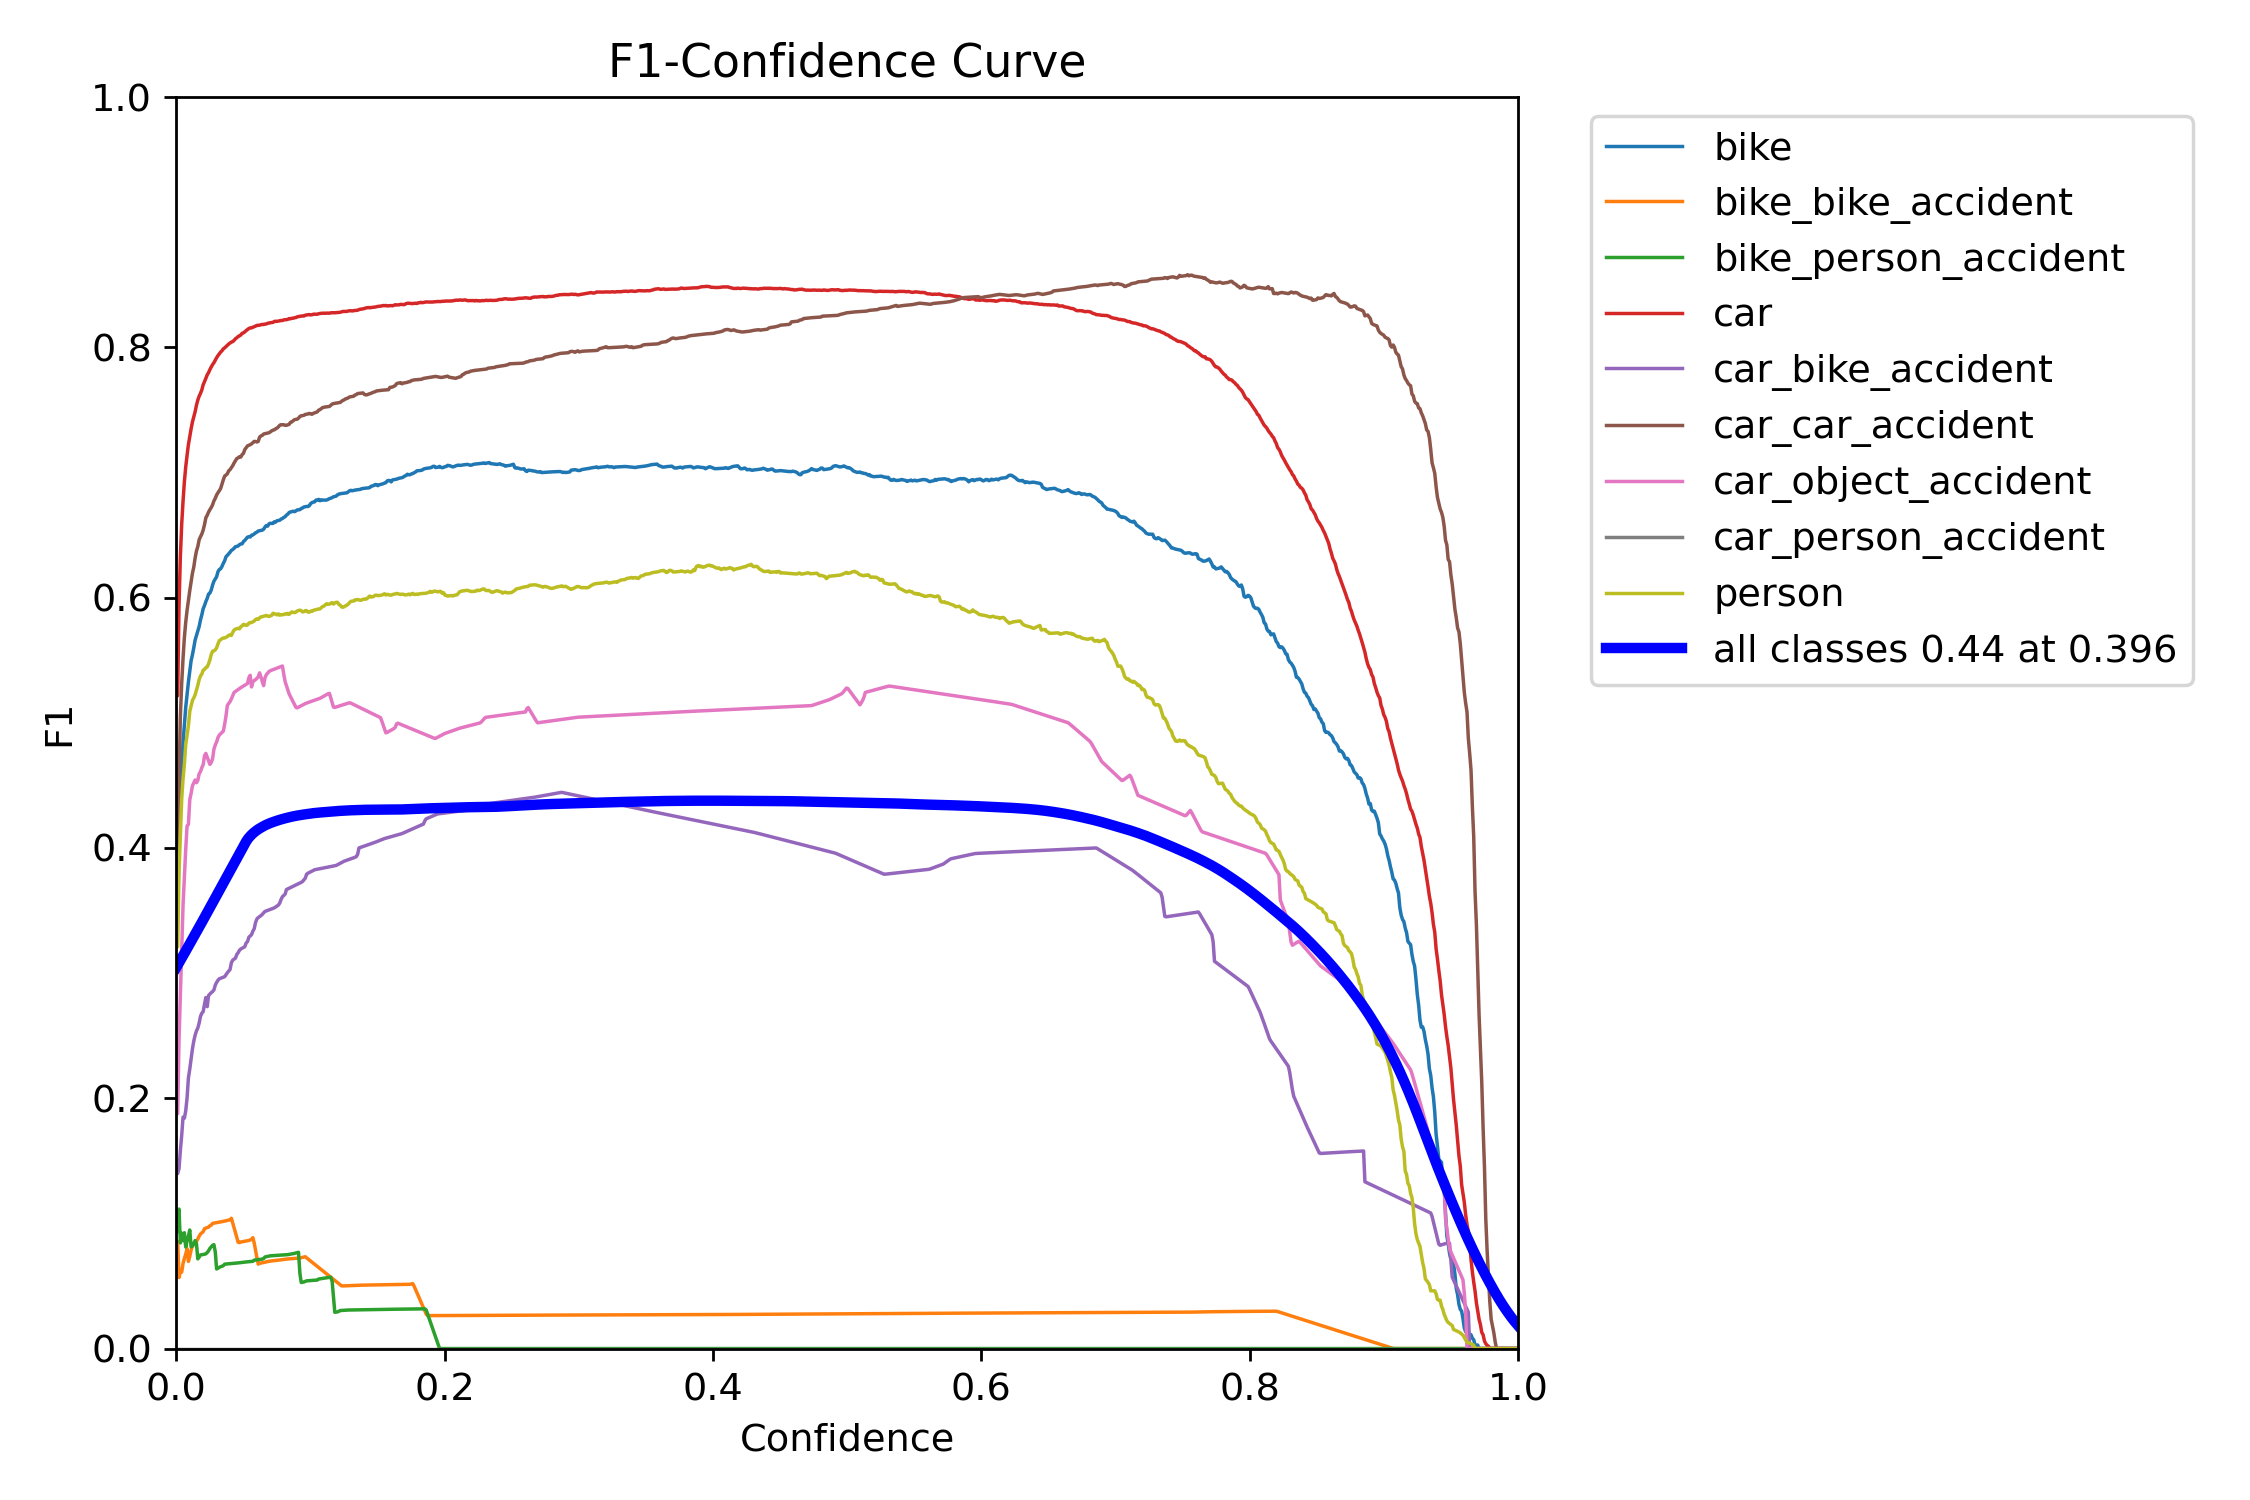 F1-Confidence Curve
1.0
0.8
0.6
0.4
0.2
0.0
F1
0.0 0.2 0.4 0.6 0.8 1.0
Confidence
bike
bike_bike_accident
bike_person_accident
car
car_bike_accident
car_car_accident
car_object_accident
car_person_accident
person
all classes 0.44 at 0.396